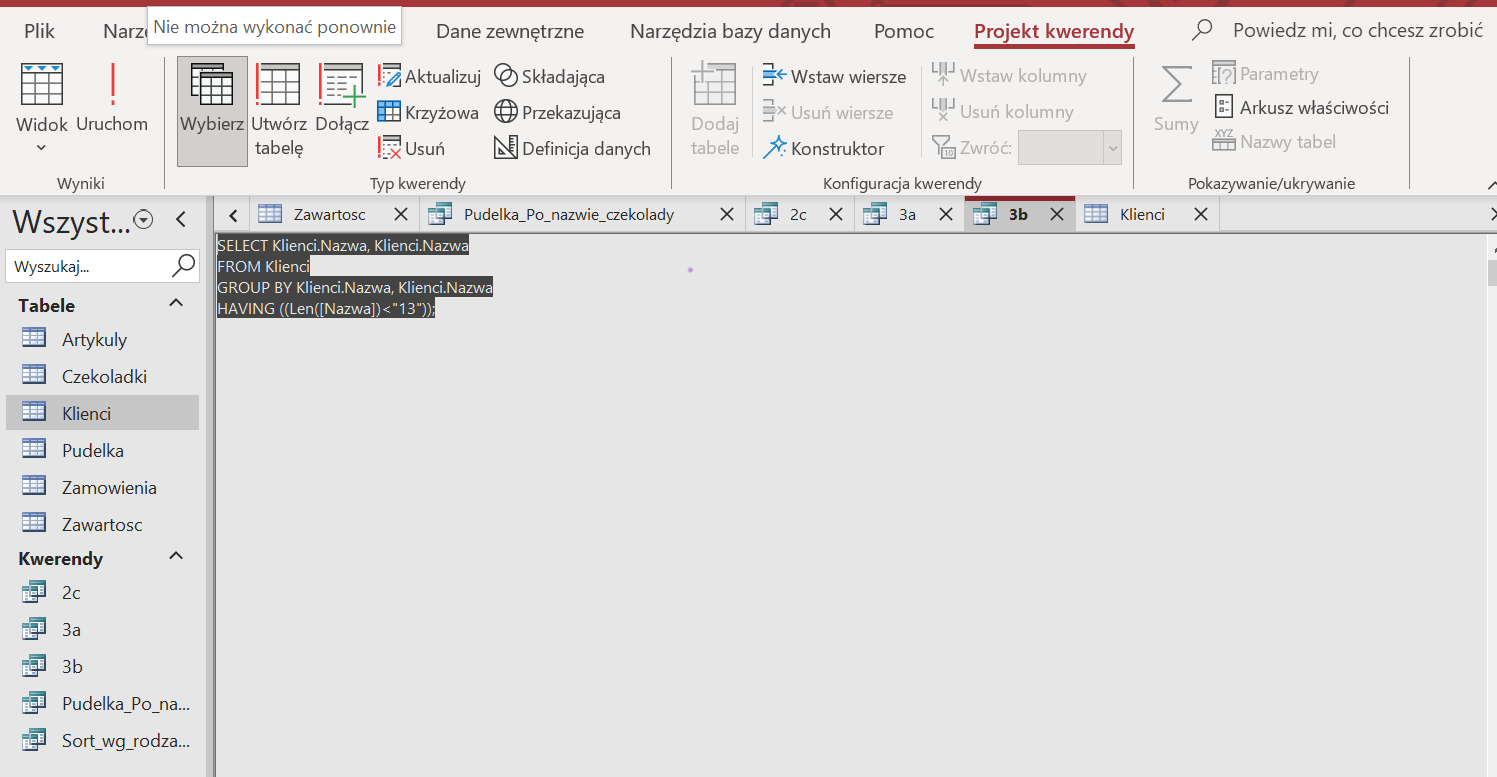 Plik
Narzę
Nie można wykonać ponownie
Dane zewnętrzne
Narzędzia bazy danych
Pomoc
Projekt kwerendy
Powiedz mi, co chcesz zrobić
Widok
Uruchom
Wyniki
Wybierz
Utwórz
tabelę
Dołącz
Aktualizuj
Krzyżowa
Usuń
Składająca
Przekazująca
Definicja danych
Typ kwerendy
Dodaj
tabele
Wstaw wiersze
Usuń wiersze
Konstruktor
Wstaw kolumny
Usuń kolumny
Zwróć:
Konfiguracja kwerendy
Sumy
Parametry
Arkusz właściwości
XYZ Nazwy tabel
Pokazywanie/ukrywanie
Wszyst...
Wyszukaj...
Tabele
Artykuly
Czekoladki
Klienci
Pudelka
Zamowienia
Zawartosc
Kwerendy
2c
3a
3b
Pudelka_Po_na...
Sort_wg_rodza...
Zawartosc
Pudelka_Po_nazwie_czekolady
2c
3a
3b
Klienci
SELECT Klienci.Nazwa, Klienci.Nazwa
FROM Klienci
GROUP BY Klienci.Nazwa, Klienci.Nazwa
HAVING ((Len([Nazwa])<"13"));